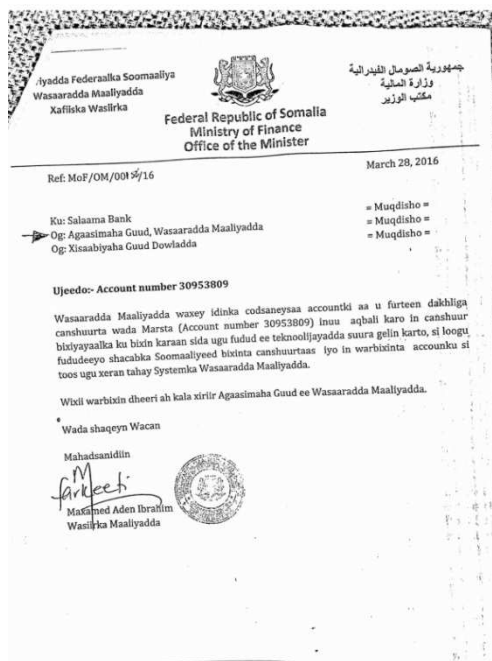 Federaalka Soomaaliya
Wasaaradda Maaliyadda
Xafiiska Wasiirka
جمهورية الصومال الفيدرالية
وزارة المالية
مكتب الوزير
Federal Republic of Somalia
Ministry of Finance
Office of the Minister
Ref: MoF/OM/001 /16
March 28, 2016
Ku: Salaama Bank = Muqdisho =
Og: Agaasimaha Guud, Wasaaradda Maaliyadda = Muqdisho =
Og: Xisaabiyaha Guud Dowladda = Muqdisho =
Ujeedo:- Account number 30953809
Wasaaradda Maaliyadda waxey idinka codsaneysaa accountki aa u furteen dakhliga
canshuurta wada Marsta (Account number 30953809) inuu aqbali karo in canshuur
bixiyayaalka ku bixin karaan sida ugu fudud ee teknoolijayadda suura gelin karto, si loogu
fududeeyo shacabka Soomaaliyeed bixinta canshuurtaas iyo in warbixinta accounku si
toos ugu xeran tahay Systemka Wasaaradda Maaliyadda.
Wixii warbixin dheeri ah kala xiriir Agaasimaha Guud ee Wasaaradda Maaliyadda.
Wada shaqeyn Wacan
Mahadsanidiin
Maxamed Aden Ibrahim
Wasiirka Maaliyadda